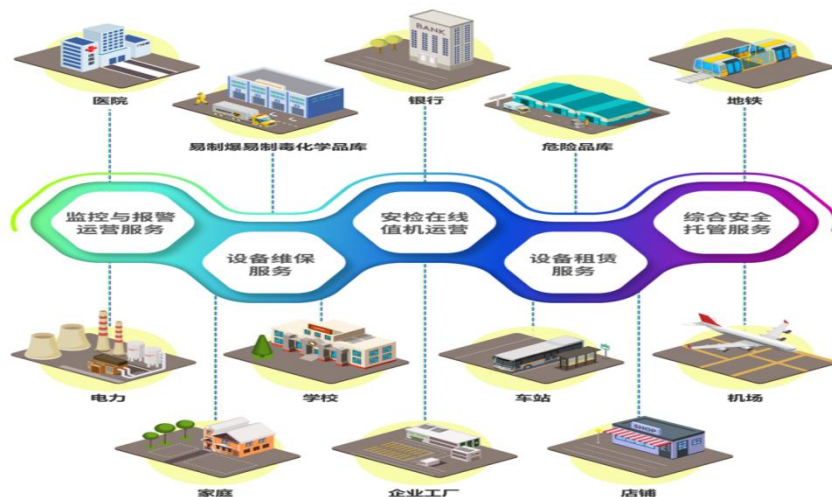 BANK
医院
银行
地铁
易制爆易制毒化学品库
危险品库
监控与报警
运营服务
安检在线
值机运营
综合安全
托管服务
设备维保
服务
设备租赁
服务
电力
学校
车站
机场
SHOP
家庭
企业工厂
店铺